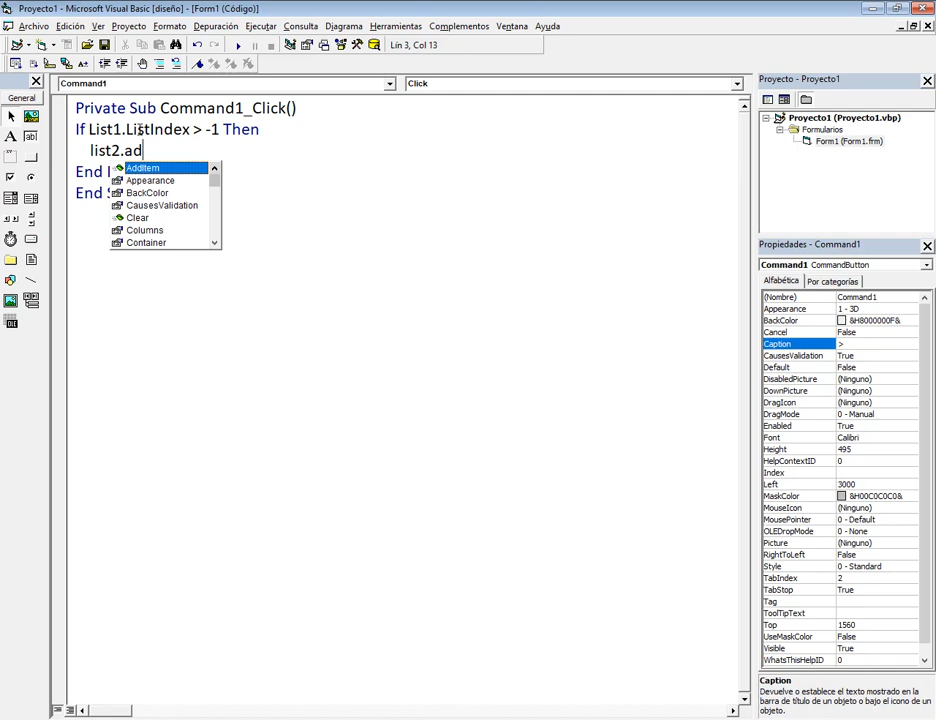 Proyecto1 - Microsoft Visual Basic [diseño] - [Form1 (Código)]
Archivo Edición Ver Proyecto Formato Depuración Ejecutar Consulta Diagrama Herramientas Complementos Ventana Ayuda
Lín 3, Col 13
General
Command1
Click
Private Sub Command1_Click()
If List1.ListIndex > -1 Then
list2.ad
End I
End S
AddItem
Appearance
BackColor
CausesValidation
Clear
Columns
Container
Proyecto - Proyecto1
Proyecto1 (Proyecto1.vbp)
Formularios
Form1 (Form1.frm)
Propiedades - Command1
Command1 CommandButton
Alfabética Por categorías
(Nombre) Command1
Appearance 1 - 3D
BackColor &H8000000F&
Cancel False
Caption >
CausesValidation True
Default False
DisabledPicture (Ninguno)
DownPicture (Ninguno)
DragIcon (Ninguno)
DragMode 0 - Manual
Enabled True
Font Calibri
Height 495
HelpContextID 0
Index
Left 3000
MaskColor &H00C0C0C0&
MouseIcon (Ninguno)
MousePointer 0 - Default
OLEDropMode 0 - None
Picture (Ninguno)
RightToLeft False
Style 0 - Standard
TabIndex 2
TabStop True
Tag
ToolTipText
Top 1560
UseMaskColor False
Visible True
WhatsThisHelpID 0
Caption
Devuelve o establece el texto mostrado en la
barra de título de un objeto o bajo el icono de un
objeto.